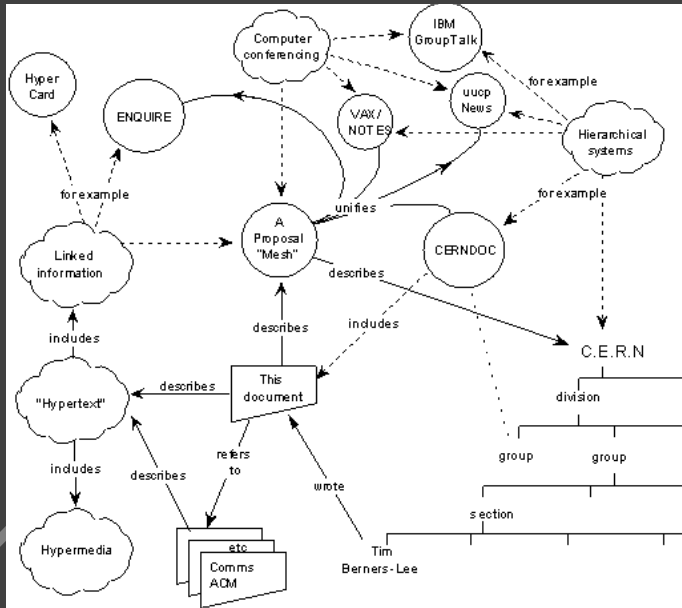 IBM
GroupTalk
Computer
conferencing
Hyper
Card
for example
ENQUIRE
uucp
News
VAX/
NOTES
Hierarchical
systems
for example
for example
unifies
A
Proposal
"Mesh"
CERNDOC
Linked
information
describes
describes
includes
includes
C.E.R.N
This
document
describes
division
"Hypertext"
refers
to
group
group
includes
describes
wrote
section
Hypermedia
etc
Comms
ACM
Tim
Berners-Lee